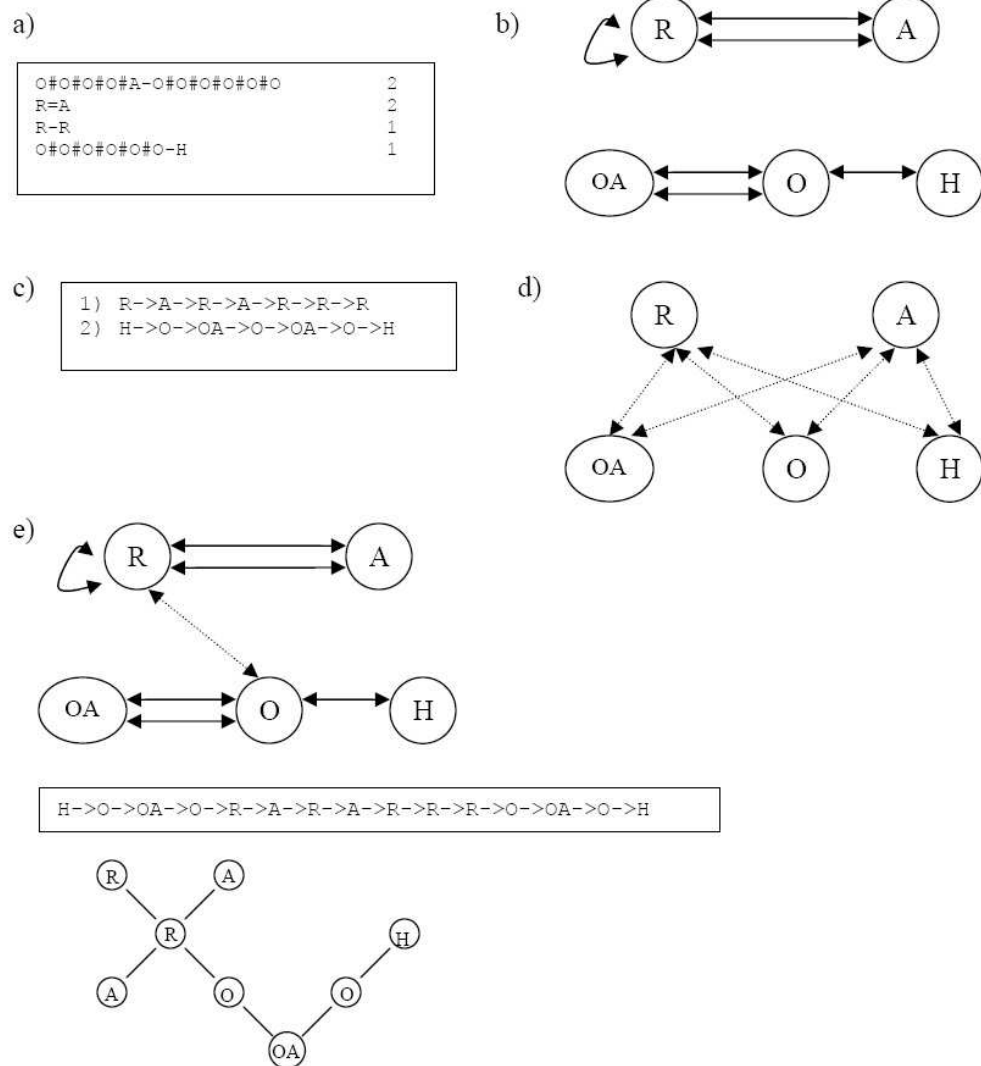 a)
O#O#O#O#A-O#O#O#O#O#O 2
R=A 2
R-R 1
O#O#O#O#O#O-H 1
b)
R A
OA O H
c)
1) R->A->R->A->R->R->R
2) H->O->OA->O->OA->O->H
d)
R A
OA O H
e)
R A
OA O H
H->O->OA->O->R->A->R->A->R->R->R->O->OA->O->H
R A
R H
A O O
OA